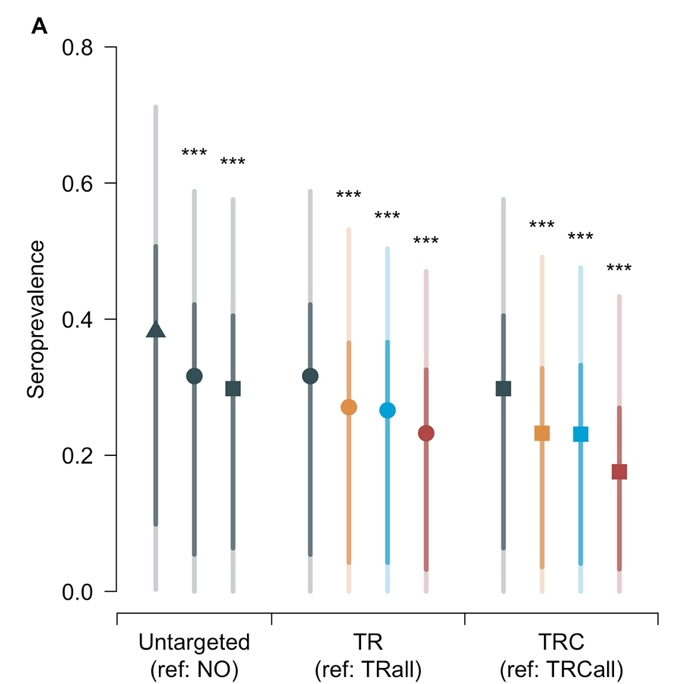 A
0.8
0.6
0.4
0.2
0.0
Seroprevalence
*** ***
*** *** ***
*** *** ***
Untargeted
(ref: NO)
TR
(ref: TRall)
TRC
(ref: TRCall)